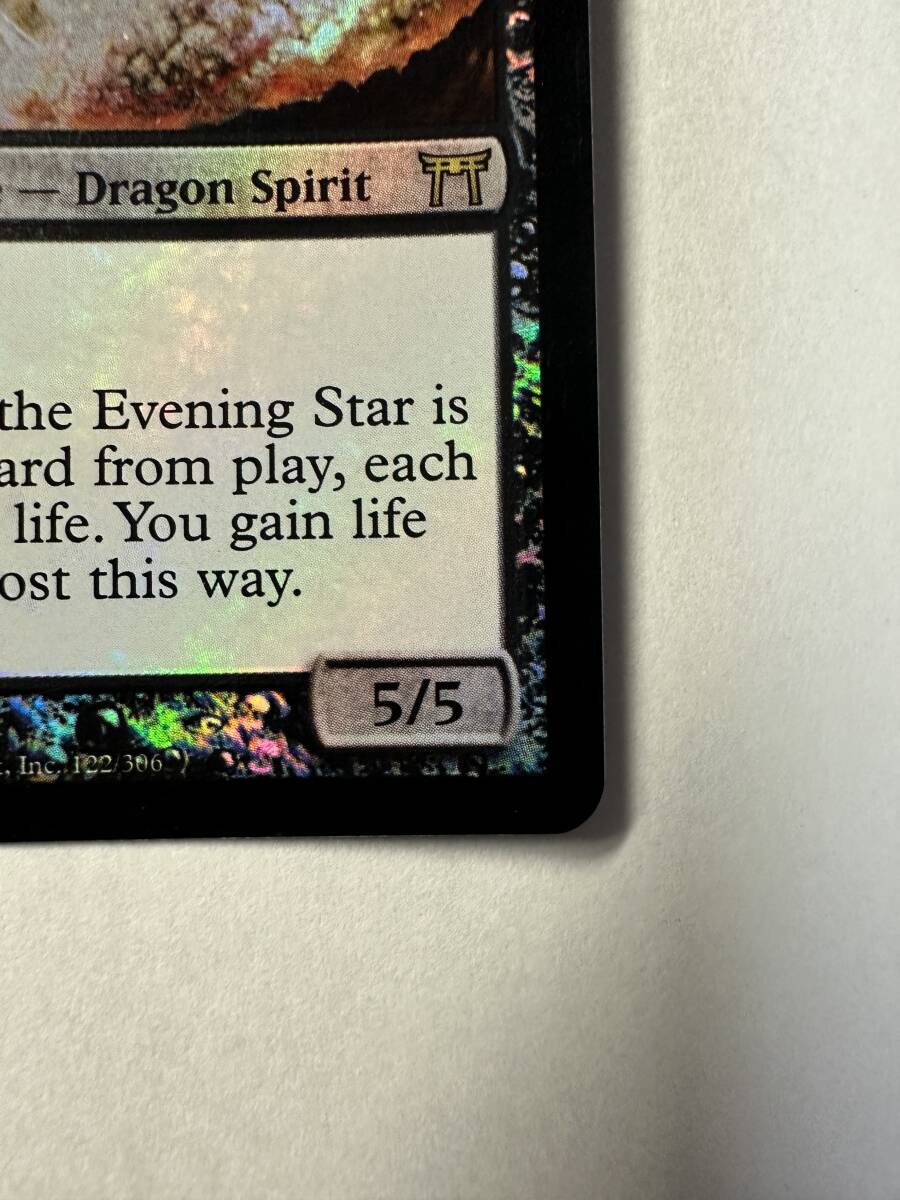 — Dragon Spirit
the Evening Star is
ard from play, each
life. You gain life
ost this way.
5/5
, Inc. 122/306